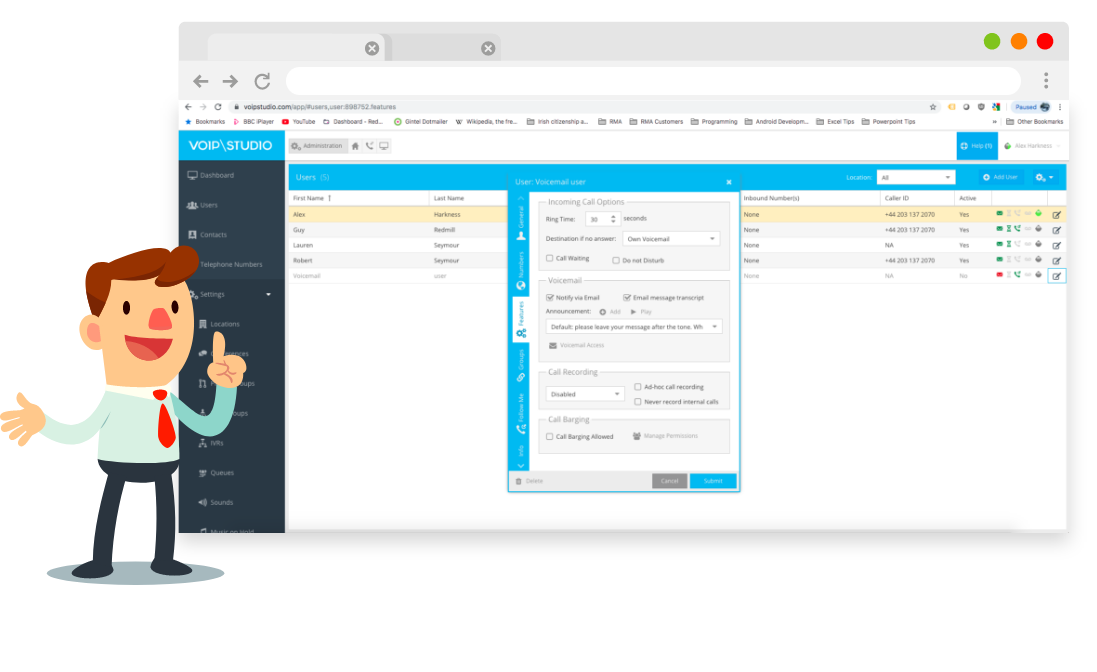 voipstudio.com/app/#users,user:898752.features
Paused
Bookmarks BBC iPlayer YouTube Dashboard - Red... Gintel Dotmailer Wikipedia, the fre... Irish citizenship a... RMA RMA Customers Programming Android Developm... Excel Tips Powerpoint Tips » Other Bookmarks
VOIP\STUDIO Administration Help (?) Alex Harkness
Dashboard
Users
Contacts
Telephone Numbers
Settings
Locations
Queues
Sounds
Music on Hold
Users (5) Location: All Add User
First Name Last Name Inbound Number(s) Caller ID Active
Alex Harkness None +44 203 137 2070 Yes
Guy Redmill None +44 203 137 2070 Yes
Lauren Seymour None NA Yes
Robert Seymour None +44 203 137 2070 Yes
Voicemail user None NA No
User: Voicemail user
General
Numbers
Features
Groups
Follow Me
Info
Incoming Call Options
Ring Time: 30 seconds
Destination if no answer: Own Voicemail
Call Waiting Do not Disturb
Voicemail
Notify via Email Email message transcript
Announcement: Add Play
Default: please leave your message after the tone. Wh
Voicemail Access
Call Recording
Disabled Ad-hoc call recording
Never record internal calls
Call Barging
Call Barging Allowed Manage Permissions
Delete Cancel Submit